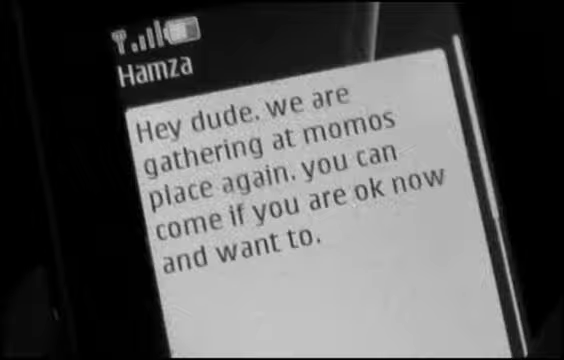 Hamza
Hey dude. we are
gathering at momos
place again. you can
come if you are ok now
and want to.